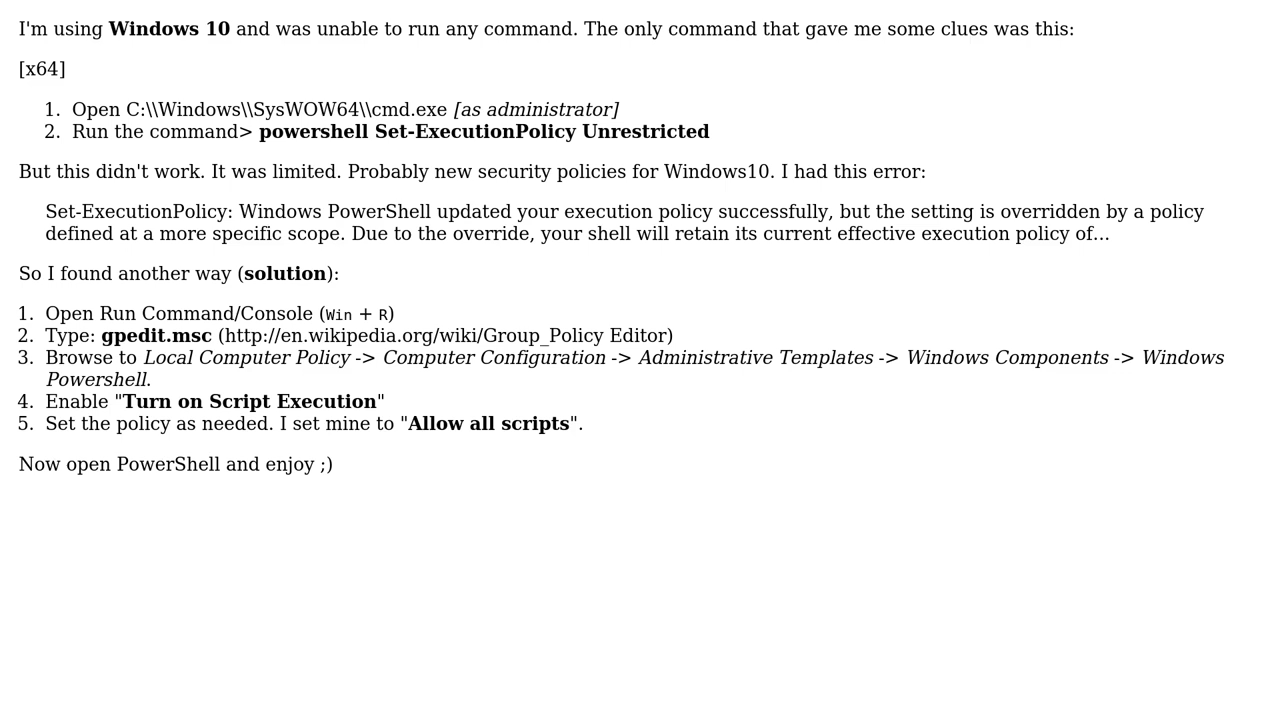 I'm using Windows 10 and was unable to run any command. The only command that gave me some clues was this:
[x64]
1. Open C:\\Windows\\SysWOW64\\cmd.exe [as administrator]
2. Run the command> powershell Set-ExecutionPolicy Unrestricted
But this didn't work. It was limited. Probably new security policies for Windows10. I had this error:
Set-ExecutionPolicy: Windows PowerShell updated your execution policy successfully, but the setting is overridden by a policy
defined at a more specific scope. Due to the override, your shell will retain its current effective execution policy of...
So I found another way (solution):
1. Open Run Command/Console (Win + R)
2. Type: gpedit.msc (http://en.wikipedia.org/wiki/Group_Policy Editor)
3. Browse to Local Computer Policy -> Computer Configuration -> Administrative Templates -> Windows Components -> Windows
Powershell.
4. Enable "Turn on Script Execution"
5. Set the policy as needed. I set mine to "Allow all scripts".
Now open PowerShell and enjoy ;)